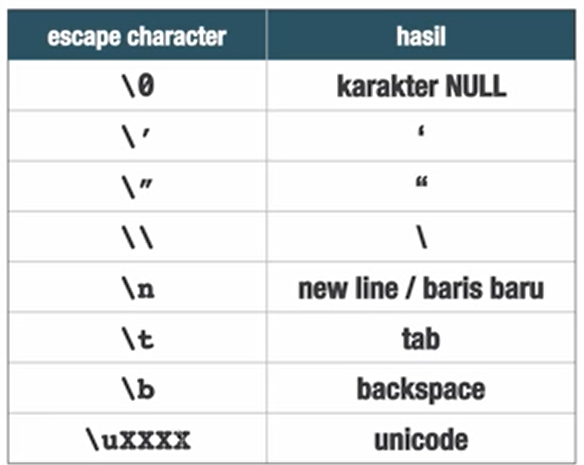 escape character hasil
\0 karakter NULL
\’ ‘
\” “
\\ \
\n new line / baris baru
\t tab
\b backspace
\uXXXX unicode